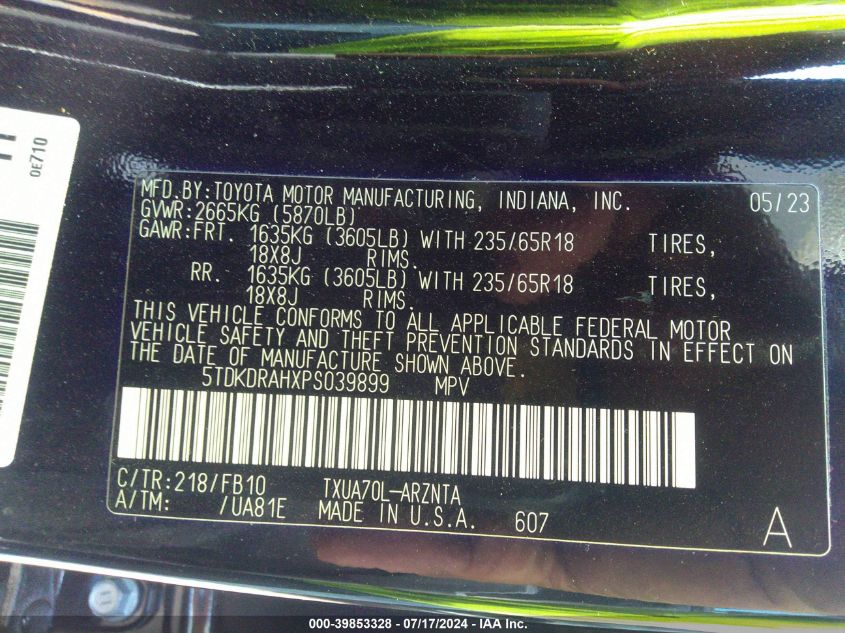 0E710
MFD.BY:TOYOTA MOTOR MANUFACTURING, INDIANA, INC. 05/23
GVWR:2665KG (5870LB)
GAWR:FRT. 1635KG (3605LB) WITH 235/65R18 TIRES,
18X8J RIMS.
RR. 1635KG (3605LB) WITH 235/65R18 TIRES,
18X8J RIMS.
THIS VEHICLE CONFORMS TO ALL APPLICABLE FEDERAL MOTOR
VEHICLE SAFETY AND THEFT PREVENTION STANDARDS IN EFFECT ON
THE DATE OF MANUFACTURE SHOWN ABOVE.
5TDKDRAHXPS039899 MPV
C/TR:218/FB10 TXUA70L-ARZNTA
A/TM: /UA81E MADE IN U.S.A. 607 A
000-39853328 - 07/17/2024 - IAA Inc.